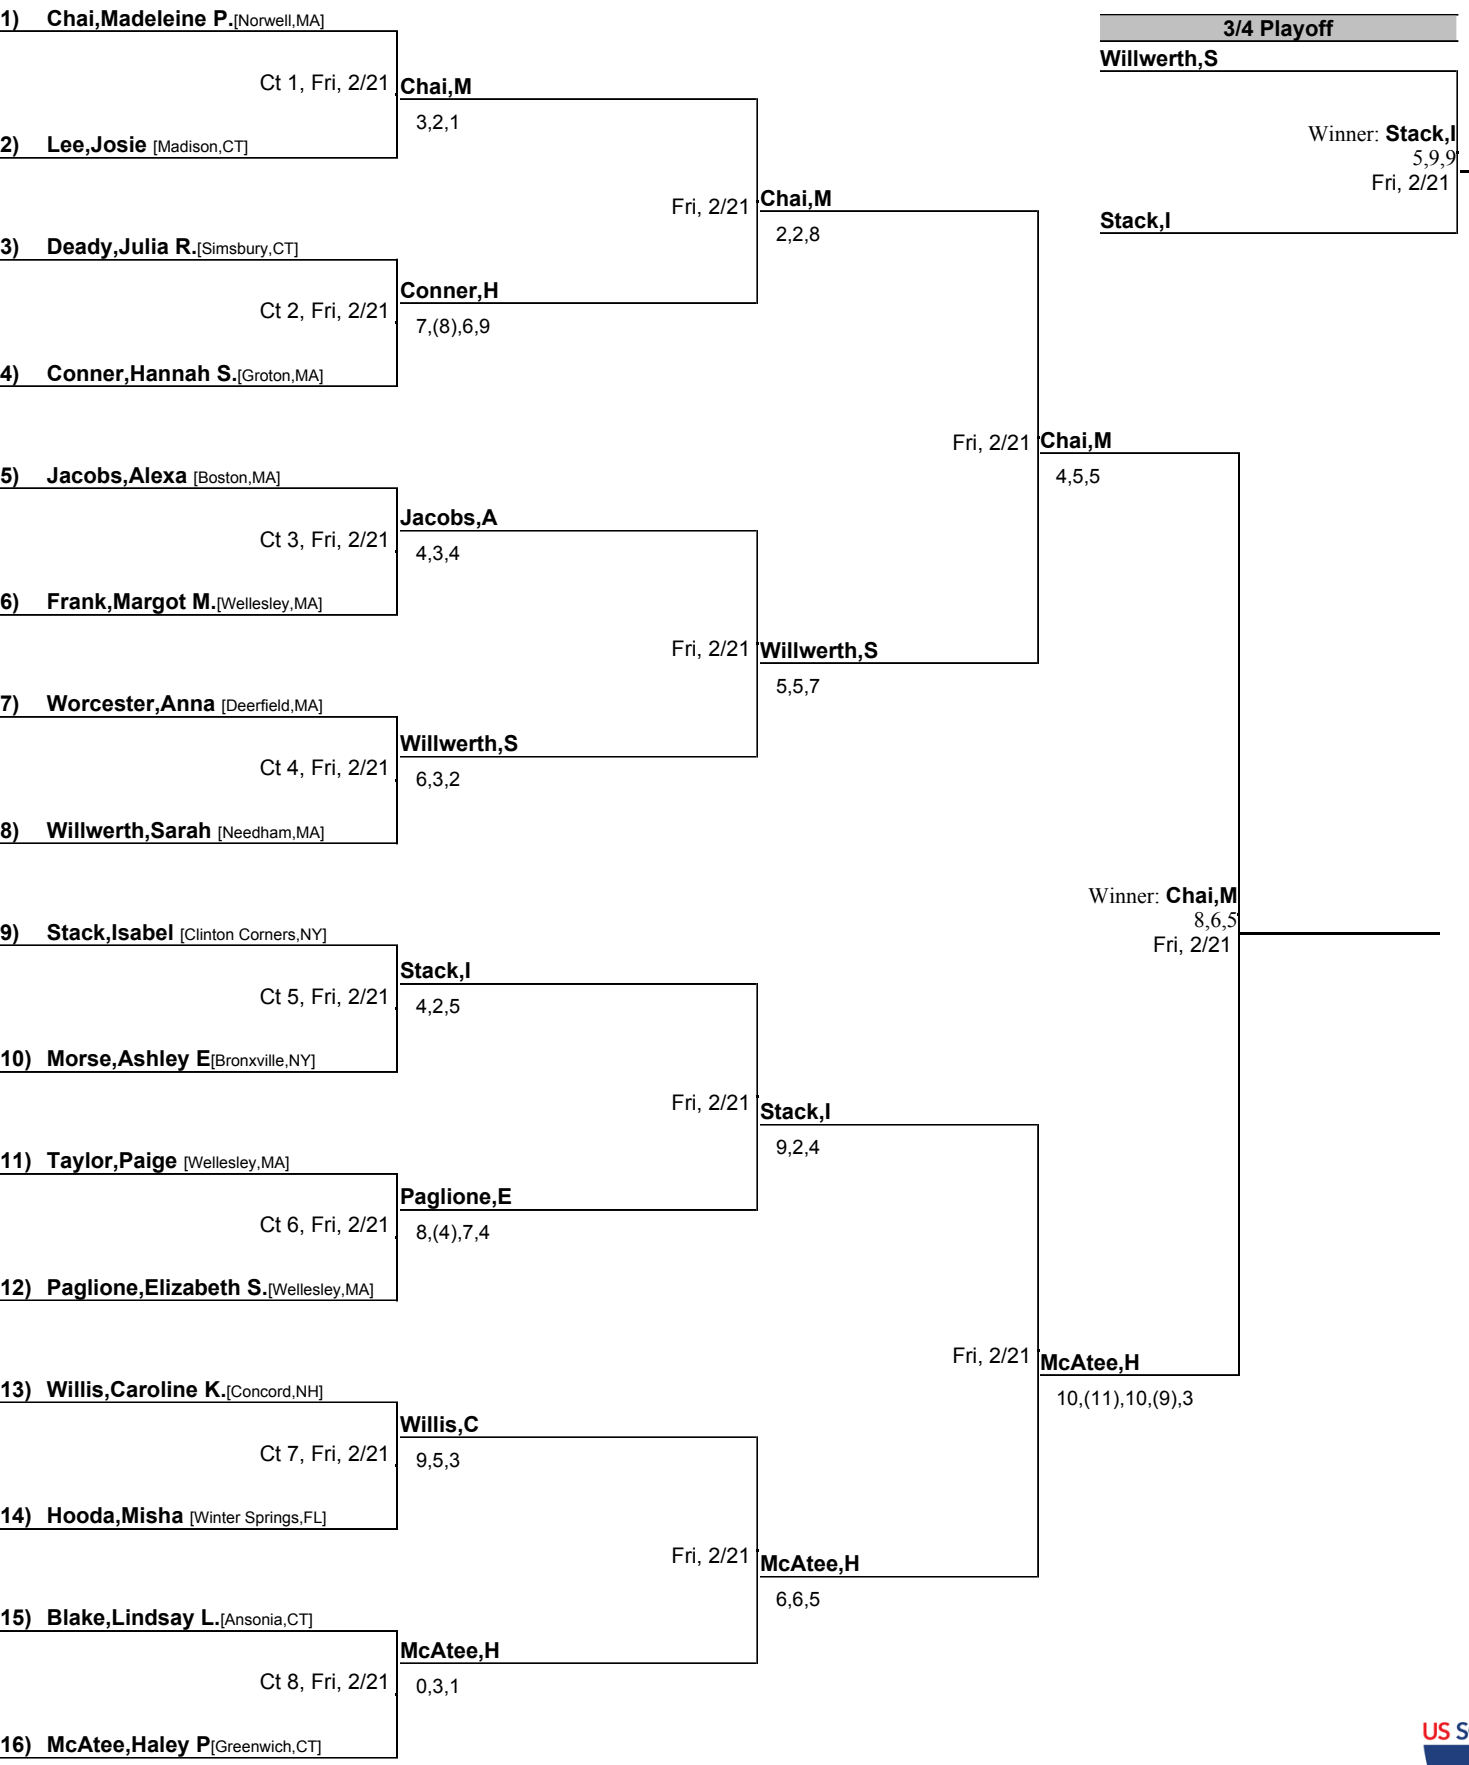 1) Chai,Madeleine P.[Norwell,MA]
3/4 Playoff
Willwerth,S
Ct 1, Fri, 2/21
Chai,M
3,2,1
2) Lee,Josie [Madison,CT]
Winner: Stack,I
5,9,9
Fri, 2/21
Fri, 2/21
Chai,M
2,2,8
Stack,I
3) Deady,Julia R.[Simsbury,CT]
Ct 2, Fri, 2/21
Conner,H
7,(8),6,9
4) Conner,Hannah S.[Groton,MA]
Fri, 2/21
Chai,M
4,5,5
5) Jacobs,Alexa [Boston,MA]
Ct 3, Fri, 2/21
Jacobs,A
4,3,4
6) Frank,Margot M.[Wellesley,MA]
Fri, 2/21
Willwerth,S
5,5,7
7) Worcester,Anna [Deerfield,MA]
Ct 4, Fri, 2/21
Willwerth,S
6,3,2
8) Willwerth,Sarah [Needham,MA]
Winner: Chai,M
8,6,5
Fri, 2/21
9) Stack,Isabel [Clinton Corners,NY]
Ct 5, Fri, 2/21
Stack,I
4,2,5
10) Morse,Ashley E[Bronxville,NY]
Fri, 2/21
Stack,I
9,2,4
11) Taylor,Paige [Wellesley,MA]
Ct 6, Fri, 2/21
Paglione,E
8,(4),7,4
12) Paglione,Elizabeth S.[Wellesley,MA]
Fri, 2/21
McAtee,H
10,(11),10,(9),3
13) Willis,Caroline K.[Concord,NH]
Ct 7, Fri, 2/21
Willis,C
9,5,3
14) Hooda,Misha [Winter Springs,FL]
Fri, 2/21
McAtee,H
6,6,5
15) Blake,Lindsay L.[Ansonia,CT]
Ct 8, Fri, 2/21
McAtee,H
0,3,1
16) McAtee,Haley P[Greenwich,CT]
US